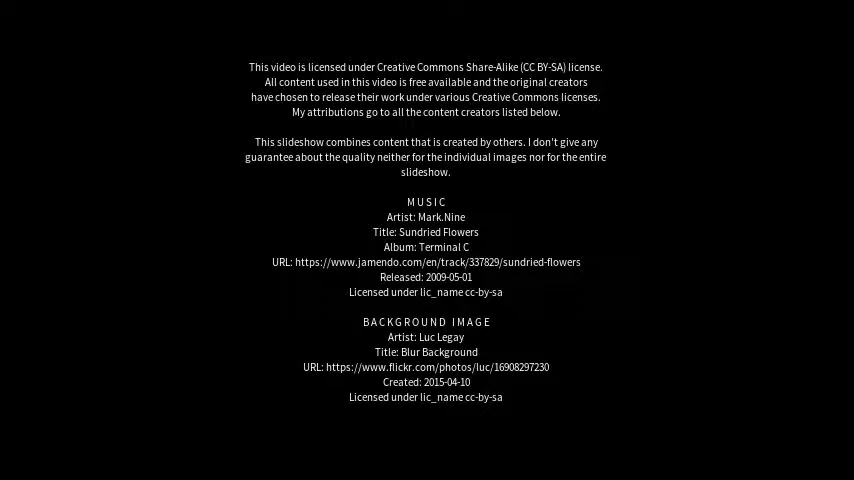 This video is licensed under Creative Commons Share-Alike (CC BY-SA) license.
All content used in this video is free available and the original creators
have chosen to release their work under various Creative Commons licenses.
My attributions go to all the content creators listed below.
This slideshow combines content that is created by others. I don't give any
guarantee about the quality neither for the individual images nor for the entire
slideshow.
M U S I C
Artist: Mark.Nine
Title: Sundried Flowers
Album: Terminal C
URL: https://www.jamendo.com/en/track/337829/sundried-flowers
Released: 2009-05-01
Licensed under lic_name cc-by-sa
B A C K G R O U N D   I M A G E
Artist: Luc Legay
Title: Blur Background
URL: https://www.flickr.com/photos/luc/16908297230
Created: 2015-04-10
Licensed under lic_name cc-by-sa